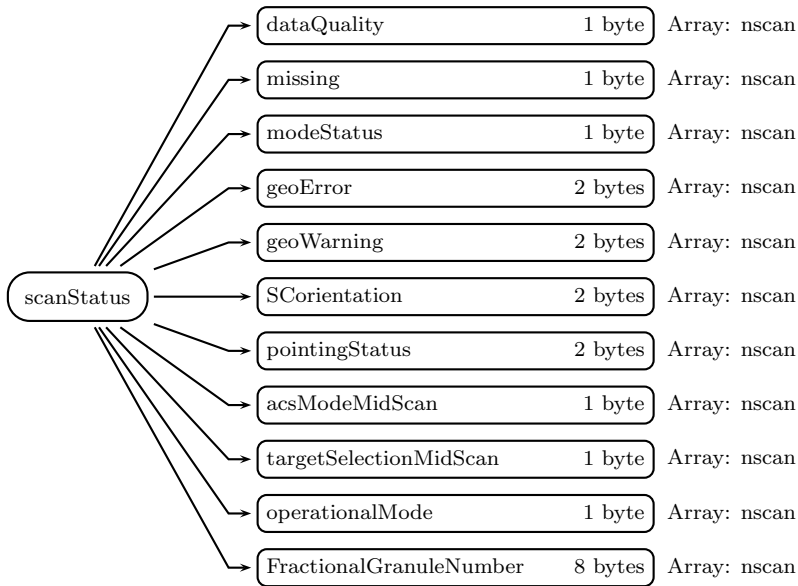 dataQuality 1 byte Array: nscan
missing 1 byte Array: nscan
modeStatus 1 byte Array: nscan
geoError 2 bytes Array: nscan
geoWarning 2 bytes Array: nscan
scanStatus
SCorientation 2 bytes Array: nscan
pointingStatus 2 bytes Array: nscan
acsModeMidScan 1 byte Array: nscan
targetSelectionMidScan 1 byte Array: nscan
operationalMode 1 byte Array: nscan
FractionalGranuleNumber 8 bytes Array: nscan